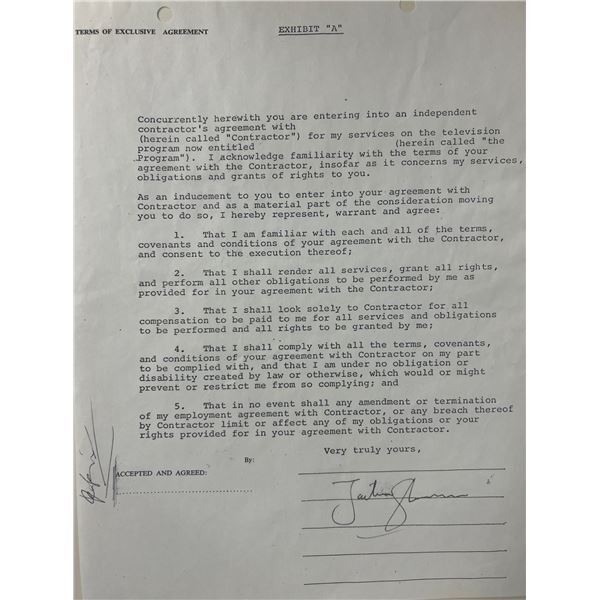 TERMS OF EXCLUSIVE AGREEMENT
EXHIBIT "A"
Concurrently herewith you are entering into an independent
contractor's agreement with
(herein called "Contractor") for my services on the television
program now entitled (herein called "the
Program"). I acknowledge familiarity with the terms of your
agreement with the Contractor, insofar as it concerns my services,
obligations and grants of rights to you.
As an inducement to you to enter into your agreement with
Contractor and as a material part of the consideration moving
you to do so, I hereby represent, warrant and agree:
1. That I am familiar with each and all of the terms,
covenants and conditions of your agreement with the Contractor,
and consent to the execution thereof;
2. That I shall render all services, grant all rights,
and perform all other obligations to be performed by me as
provided for in your agreement with the Contractor;
3. That I shall look solely to Contractor for all
compensation to be paid to me for all services and obligations
to be performed and all rights to be granted by me;
4. That I shall comply with all the terms, covenants,
and conditions of your agreement with Contractor on my part
to be complied with, and that I am under no obligation or
disability created by law or otherwise, which would or might
prevent or restrict me from so complying; and
5. That in no event shall any amendment or termination
of my employment agreement with Contractor, or any breach thereof
by Contractor limit or affect any of my obligations or your
rights provided for in your agreement with Contractor.
Very truly yours,
By:
ACCEPTED AND AGREED: